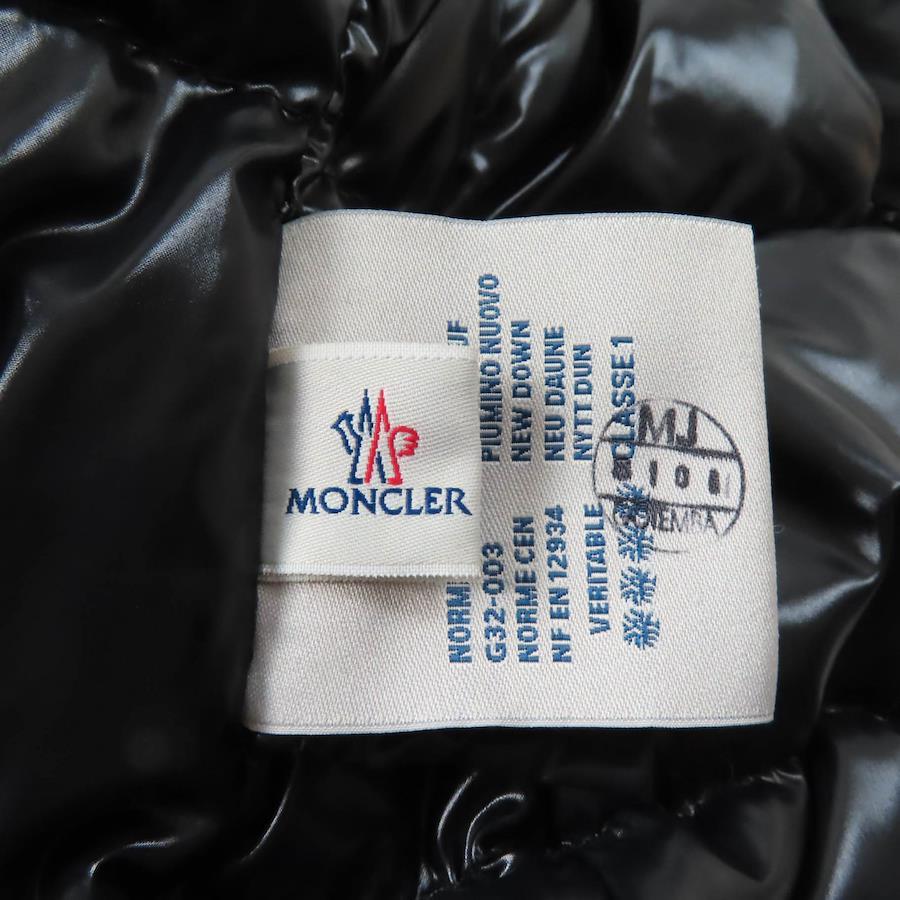 MONCLER
PIUMINO NUOVO
NEW DOWN
NEU DAUNE
NYTT DUN
CLASSE 1
G32-003
NORME CEN
NF EN 12934
VERITABLE
MJ